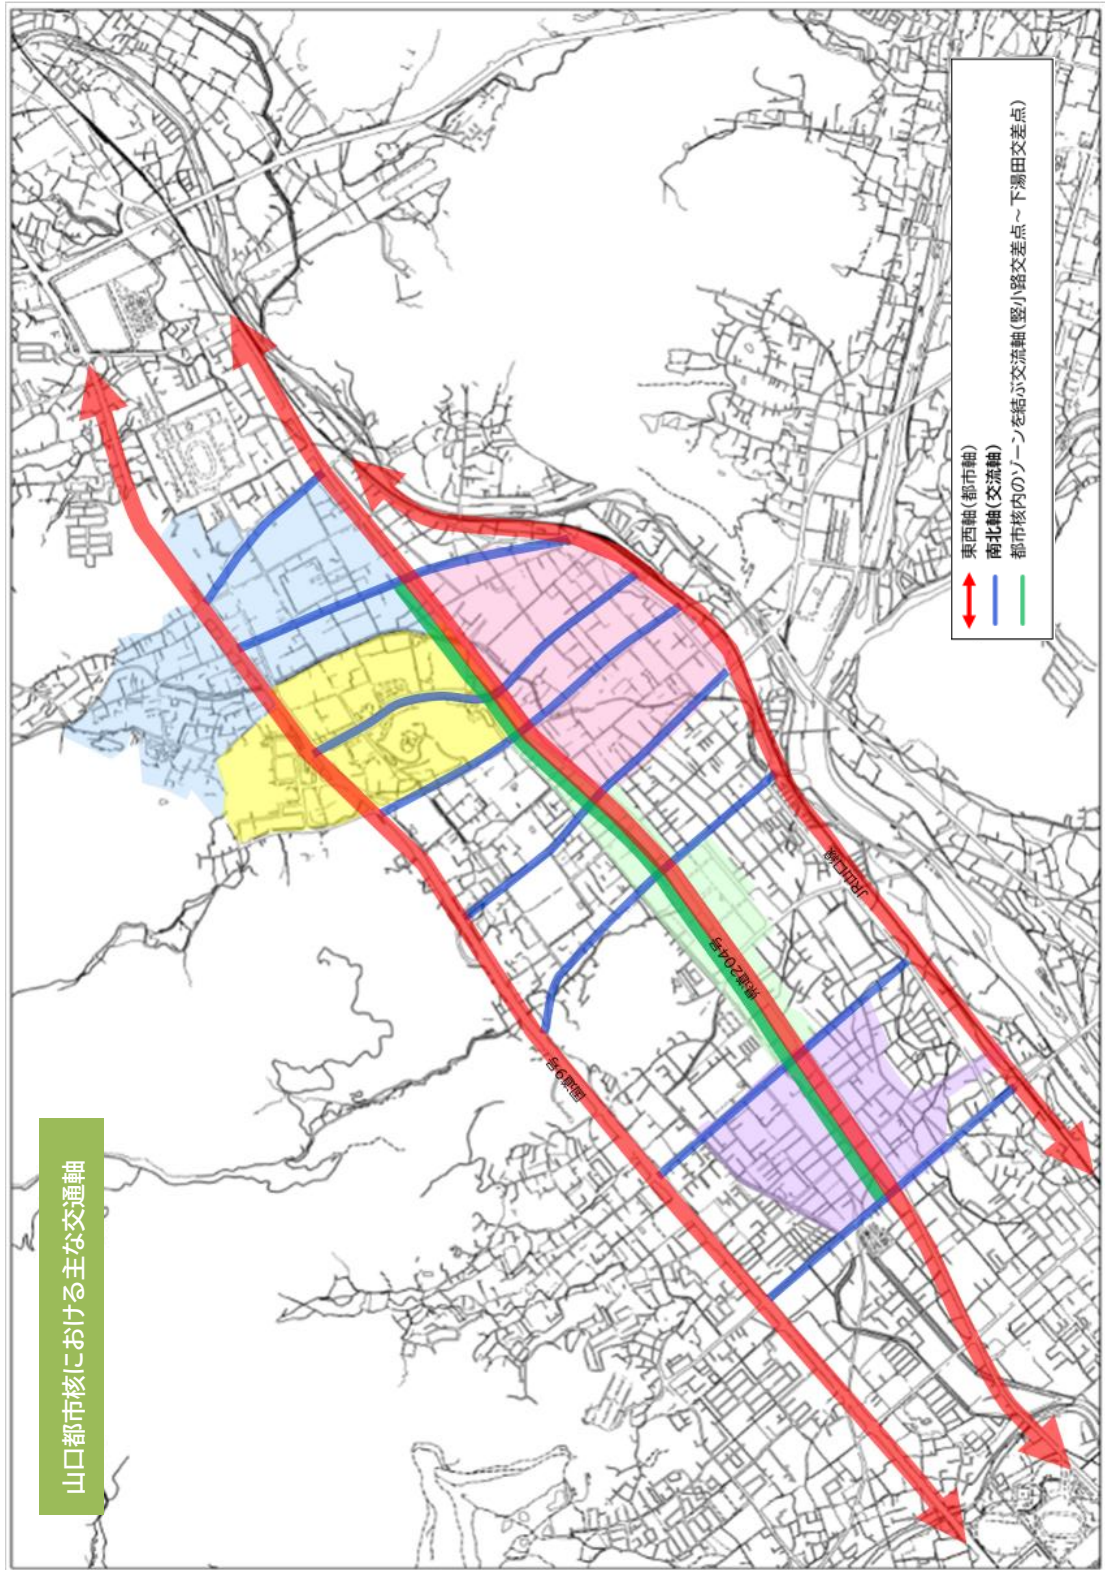 山口都市核における主な交通軸
国道9号
県道204号
JR山口線
東西軸(都市軸)
南北軸(交流軸)
都市核内のゾーンを結ぶ交流軸(竪小路交差点～下湯田交差点)